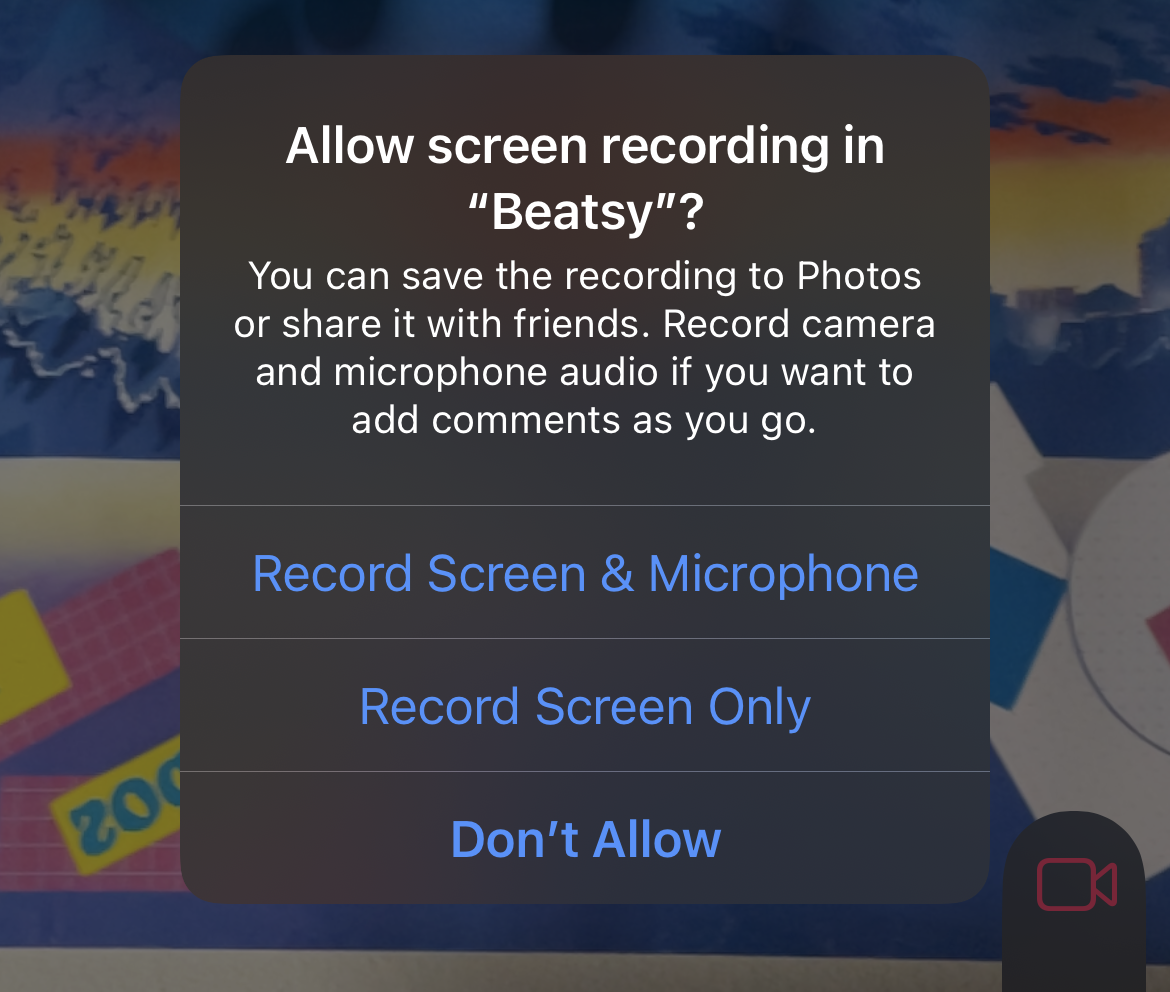 Allow screen recording in
“Beatsy”?
You can save the recording to Photos
or share it with friends. Record camera
and microphone audio if you want to
add comments as you go.
Record Screen & Microphone
Record Screen Only
Don’t Allow